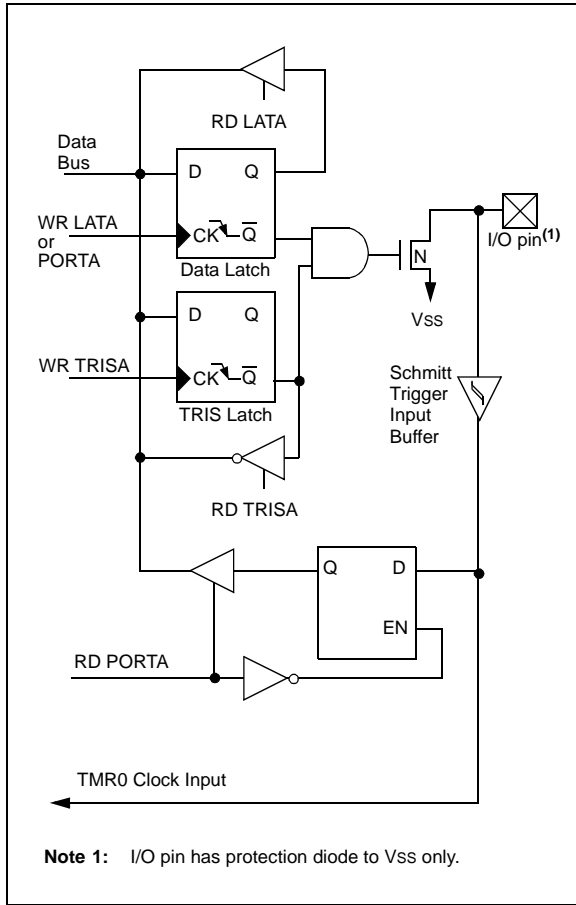 RD LATA
Data
Bus
D Q
WR LATA
or
PORTA
CK Q
Data Latch
N
I/O pin(1)
VSS
D Q
WR TRISA
CK Q
TRIS Latch
Schmitt
Trigger
Input
Buffer
RD TRISA
Q D
EN
RD PORTA
TMR0 Clock Input
Note 1: I/O pin has protection diode to VSS only.